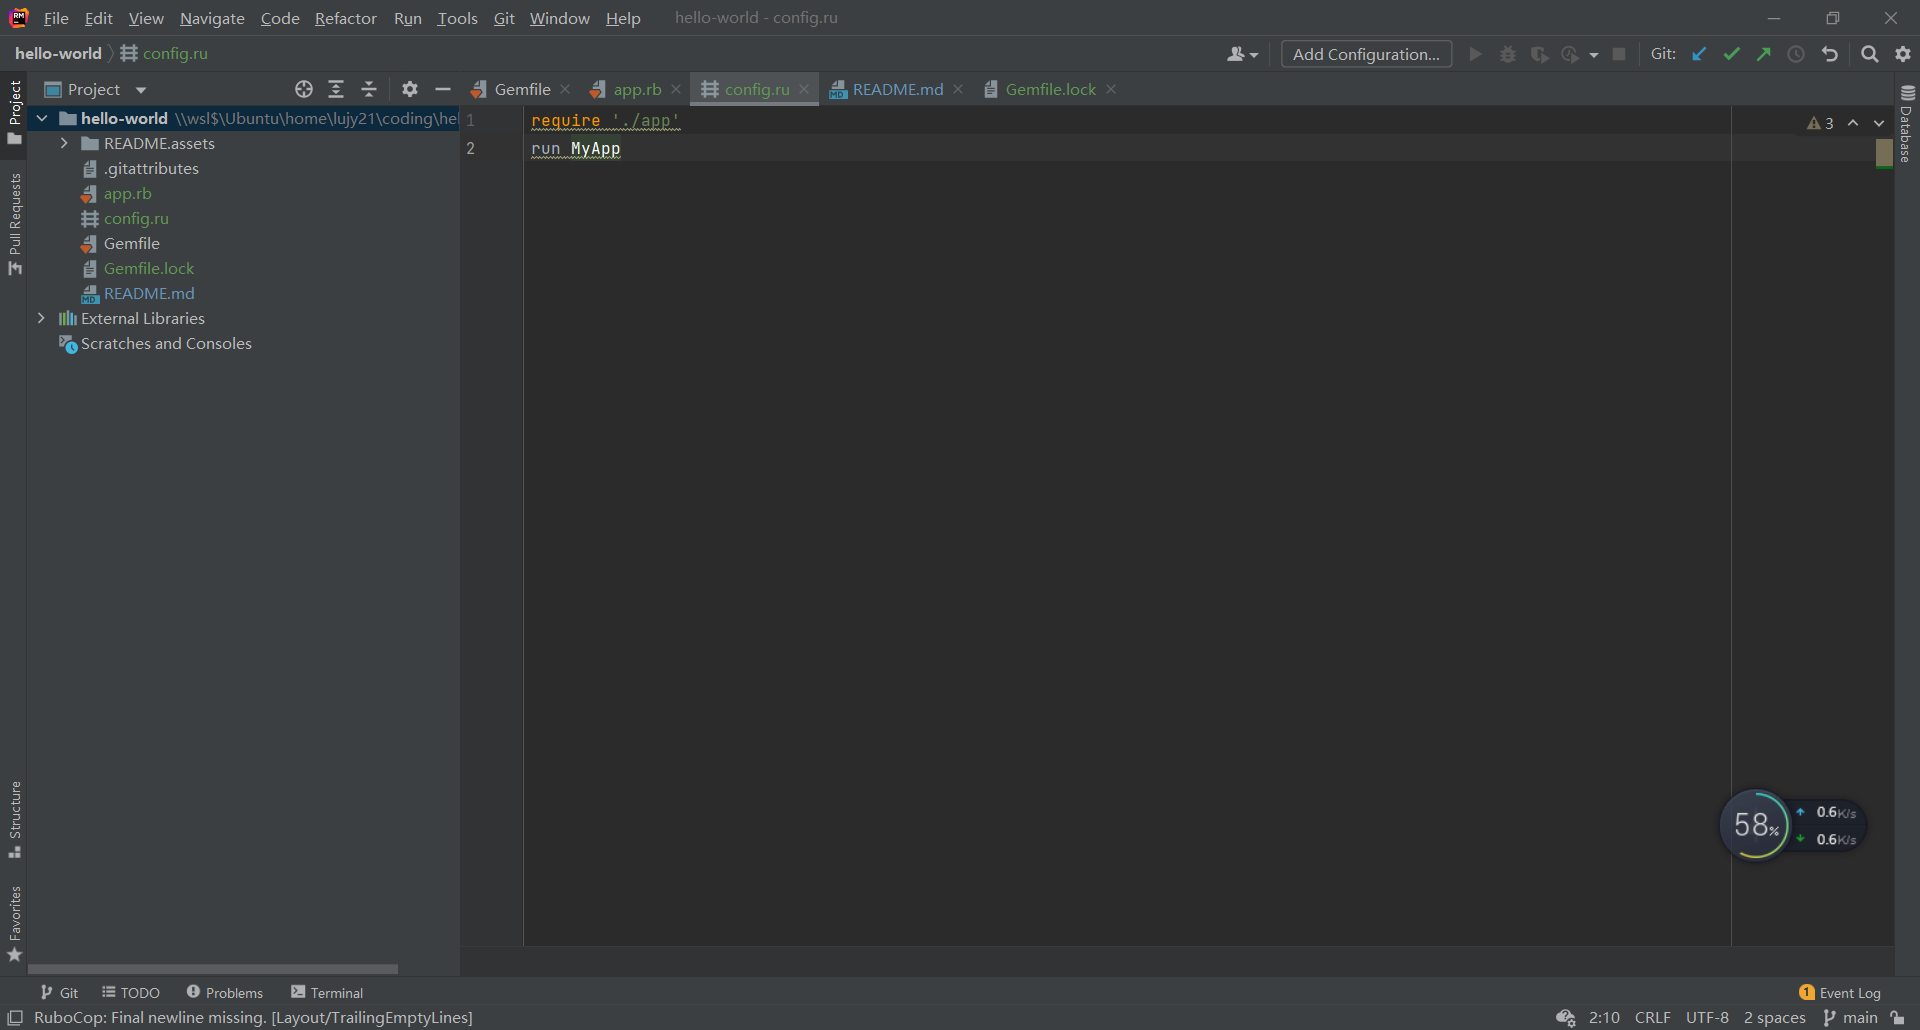 RM File Edit View Navigate Code Refactor Run Tools Git Window Help hello-world - config.ru
hello-world config.ru Add Configuration... Git:
Project
Gemfile app.rb config.ru README.md Gemfile.lock
hello-world \\wsl$\Ubuntu\home\lujy21\coding\hel
README.assets
.gitattributes
app.rb
config.ru
Gemfile
Gemfile.lock
MD README.md
External Libraries
Scratches and Consoles
1 require './app'
2 run MyApp
3
Project
Pull Requests
Structure
Favorites
Database
58%
0.6K/s
0.6K/s
Git TODO Problems Terminal 1 Event Log
RuboCop: Final newline missing. [Layout/TrailingEmptyLines] 2:10 CRLF UTF-8 2 spaces main